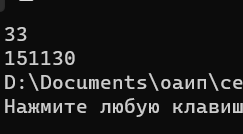 33
151130
D:\Documents\оаип\се
Нажмите любую клавиш